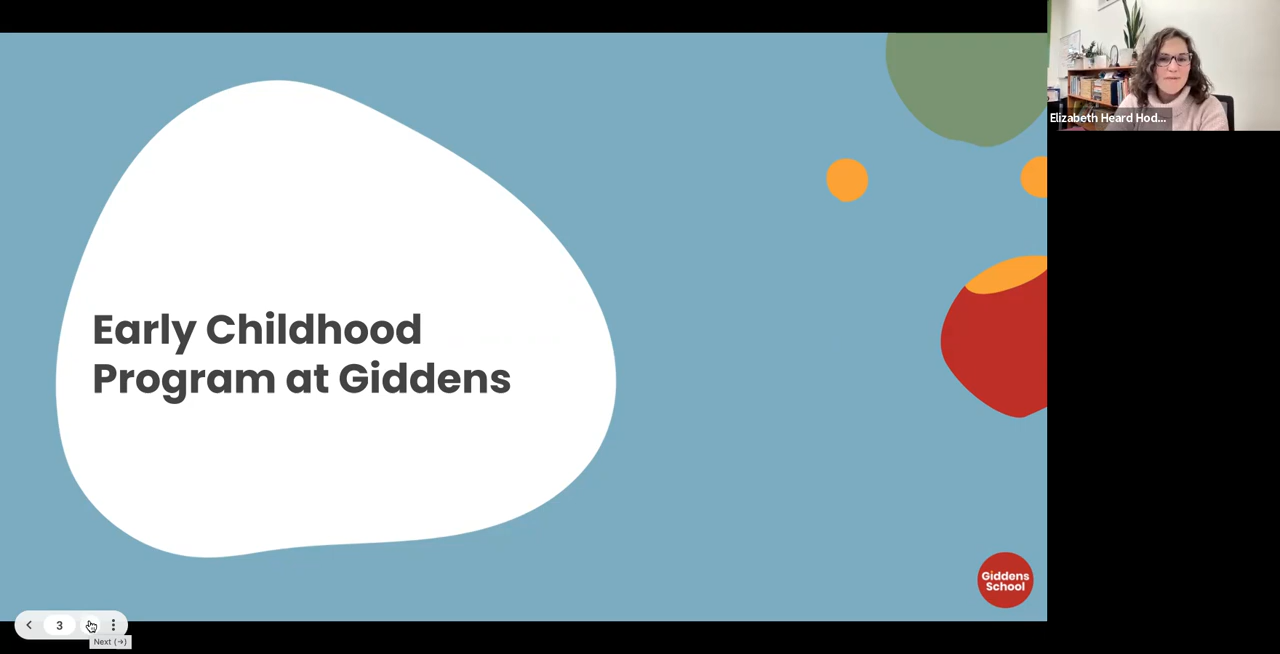 Elizabeth Heard Hod...
Early Childhood
Program at Giddens
Giddens
School
3
Next (→)